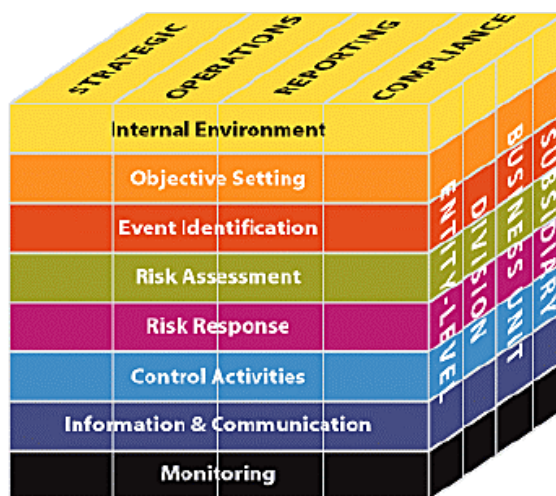 STRATEGIC
OPERATIONS
REPORTING
COMPLIANCE
Internal Environment
Objective Setting
Event Identification
Risk Assessment
Risk Response
Control Activities
Information & Communication
Monitoring
ENTITY-LEVEL
DIVISION
BUSINESS UNIT
SUBSIDIARY